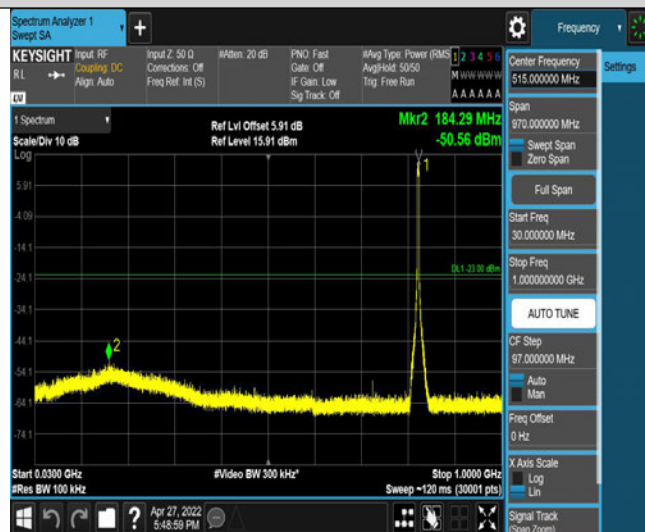 Spectrum Analyzer 1
Swept SA
+
Frequency
KEYSIGHT
RL
LXI
Input: RF
Coupling: DC
Align: Auto
Input Z: 50 Ω
Corrections: Off
Freq Ref: Int (S)
#Atten: 20 dB
PNO: Fast
Gate: Off
IF Gain: Low
Sig Track: Off
#Avg Type: Power (RMS
Avg|Hold: 50/50
Trig: Free Run
1 2 3 4 5 6
M W W W W W
A A A A A A
1 Spectrum
Scale/Div 10 dB
Ref Lvl Offset 5.91 dB
Ref Level 15.91 dBm
Mkr2 184.29 MHz
-50.56 dBm
Log
5.91
-4.09
-14.1
-24.1
-34.1
-44.1
-54.1
-64.1
-74.1
1
DL1 -23.00 dBm
2
Start 0.0300 GHz
#Res BW 100 kHz
#Video BW 300 kHz*
Stop 1.0000 GHz
Sweep ~120 ms (30001 pts)
?
Apr 27, 2022
5:48:59 PM
Center Frequency
515.000000 MHz
Settings
Span
970.000000 MHz
Swept Span
Zero Span
Full Span
Start Freq
30.000000 MHz
Stop Freq
1.000000000 GHz
AUTO TUNE
CF Step
97.000000 MHz
Auto
Man
Freq Offset
0 Hz
X Axis Scale
Log
Lin
Signal Track
(Span Zoom)